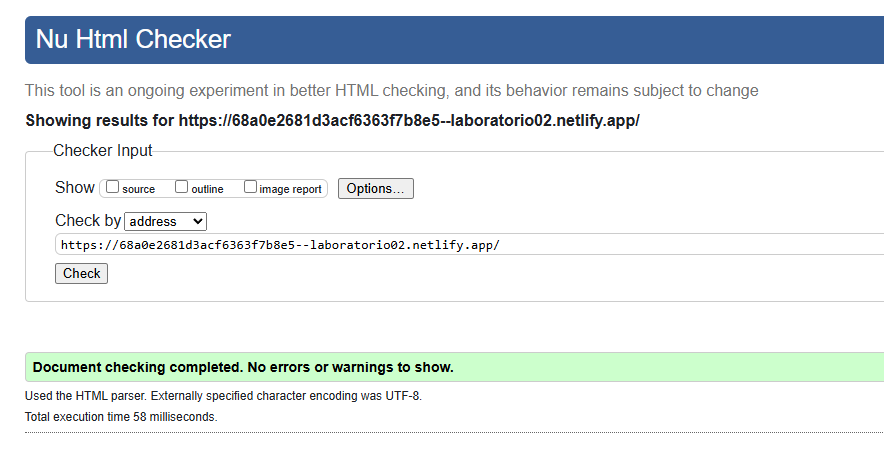 Nu Html Checker
This tool is an ongoing experiment in better HTML checking, and its behavior remains subject to change
Showing results for https://68a0e2681d3acf6363f7b8e5--laboratorio02.netlify.app/
Checker Input
Show source outline image report Options...
Check by address
https://68a0e2681d3acf6363f7b8e5--laboratorio02.netlify.app/
Check
Document checking completed. No errors or warnings to show.
Used the HTML parser. Externally specified character encoding was UTF-8.
Total execution time 58 milliseconds.